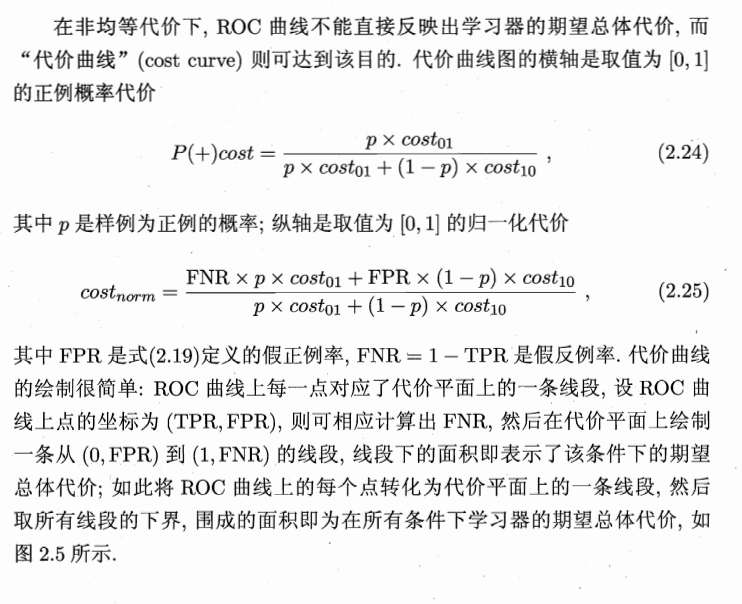 在非均等代价下, ROC 曲线不能直接反映出学习器的期望总体代价, 而
“代价曲线” (cost curve) 则可达到该目的. 代价曲线图的横轴是取值为 [0,1]
的正例概率代价
P(+)cost = \frac{p × cost_{01}}{p × cost_{01} + (1 − p) × cost_{10}} , (2.24)
其中 p 是样例为正例的概率; 纵轴是取值为 [0,1] 的归一化代价
cost_{norm} = \frac{FNR × p × cost_{01} + FPR × (1 − p) × cost_{10}}{p × cost_{01} + (1 − p) × cost_{10}} , (2.25)
其中 FPR 是式(2.19)定义的假正例率, FNR = 1 − TPR 是假反例率. 代价曲线
的绘制很简单: ROC 曲线上每一点对应了代价平面上的一条线段, 设 ROC 曲
线上点的坐标为 (TPR, FPR), 则可相应计算出 FNR, 然后在代价平面上绘制
一条从 (0, FPR) 到 (1, FNR) 的线段, 线段下的面积即表示了该条件下的期望
总体代价; 如此将 ROC 曲线上的每个点转化为代价平面上的一条线段, 然后
取所有线段的下界, 围成的面积即为在所有条件下学习器的期望总体代价, 如
图 2.5 所示.